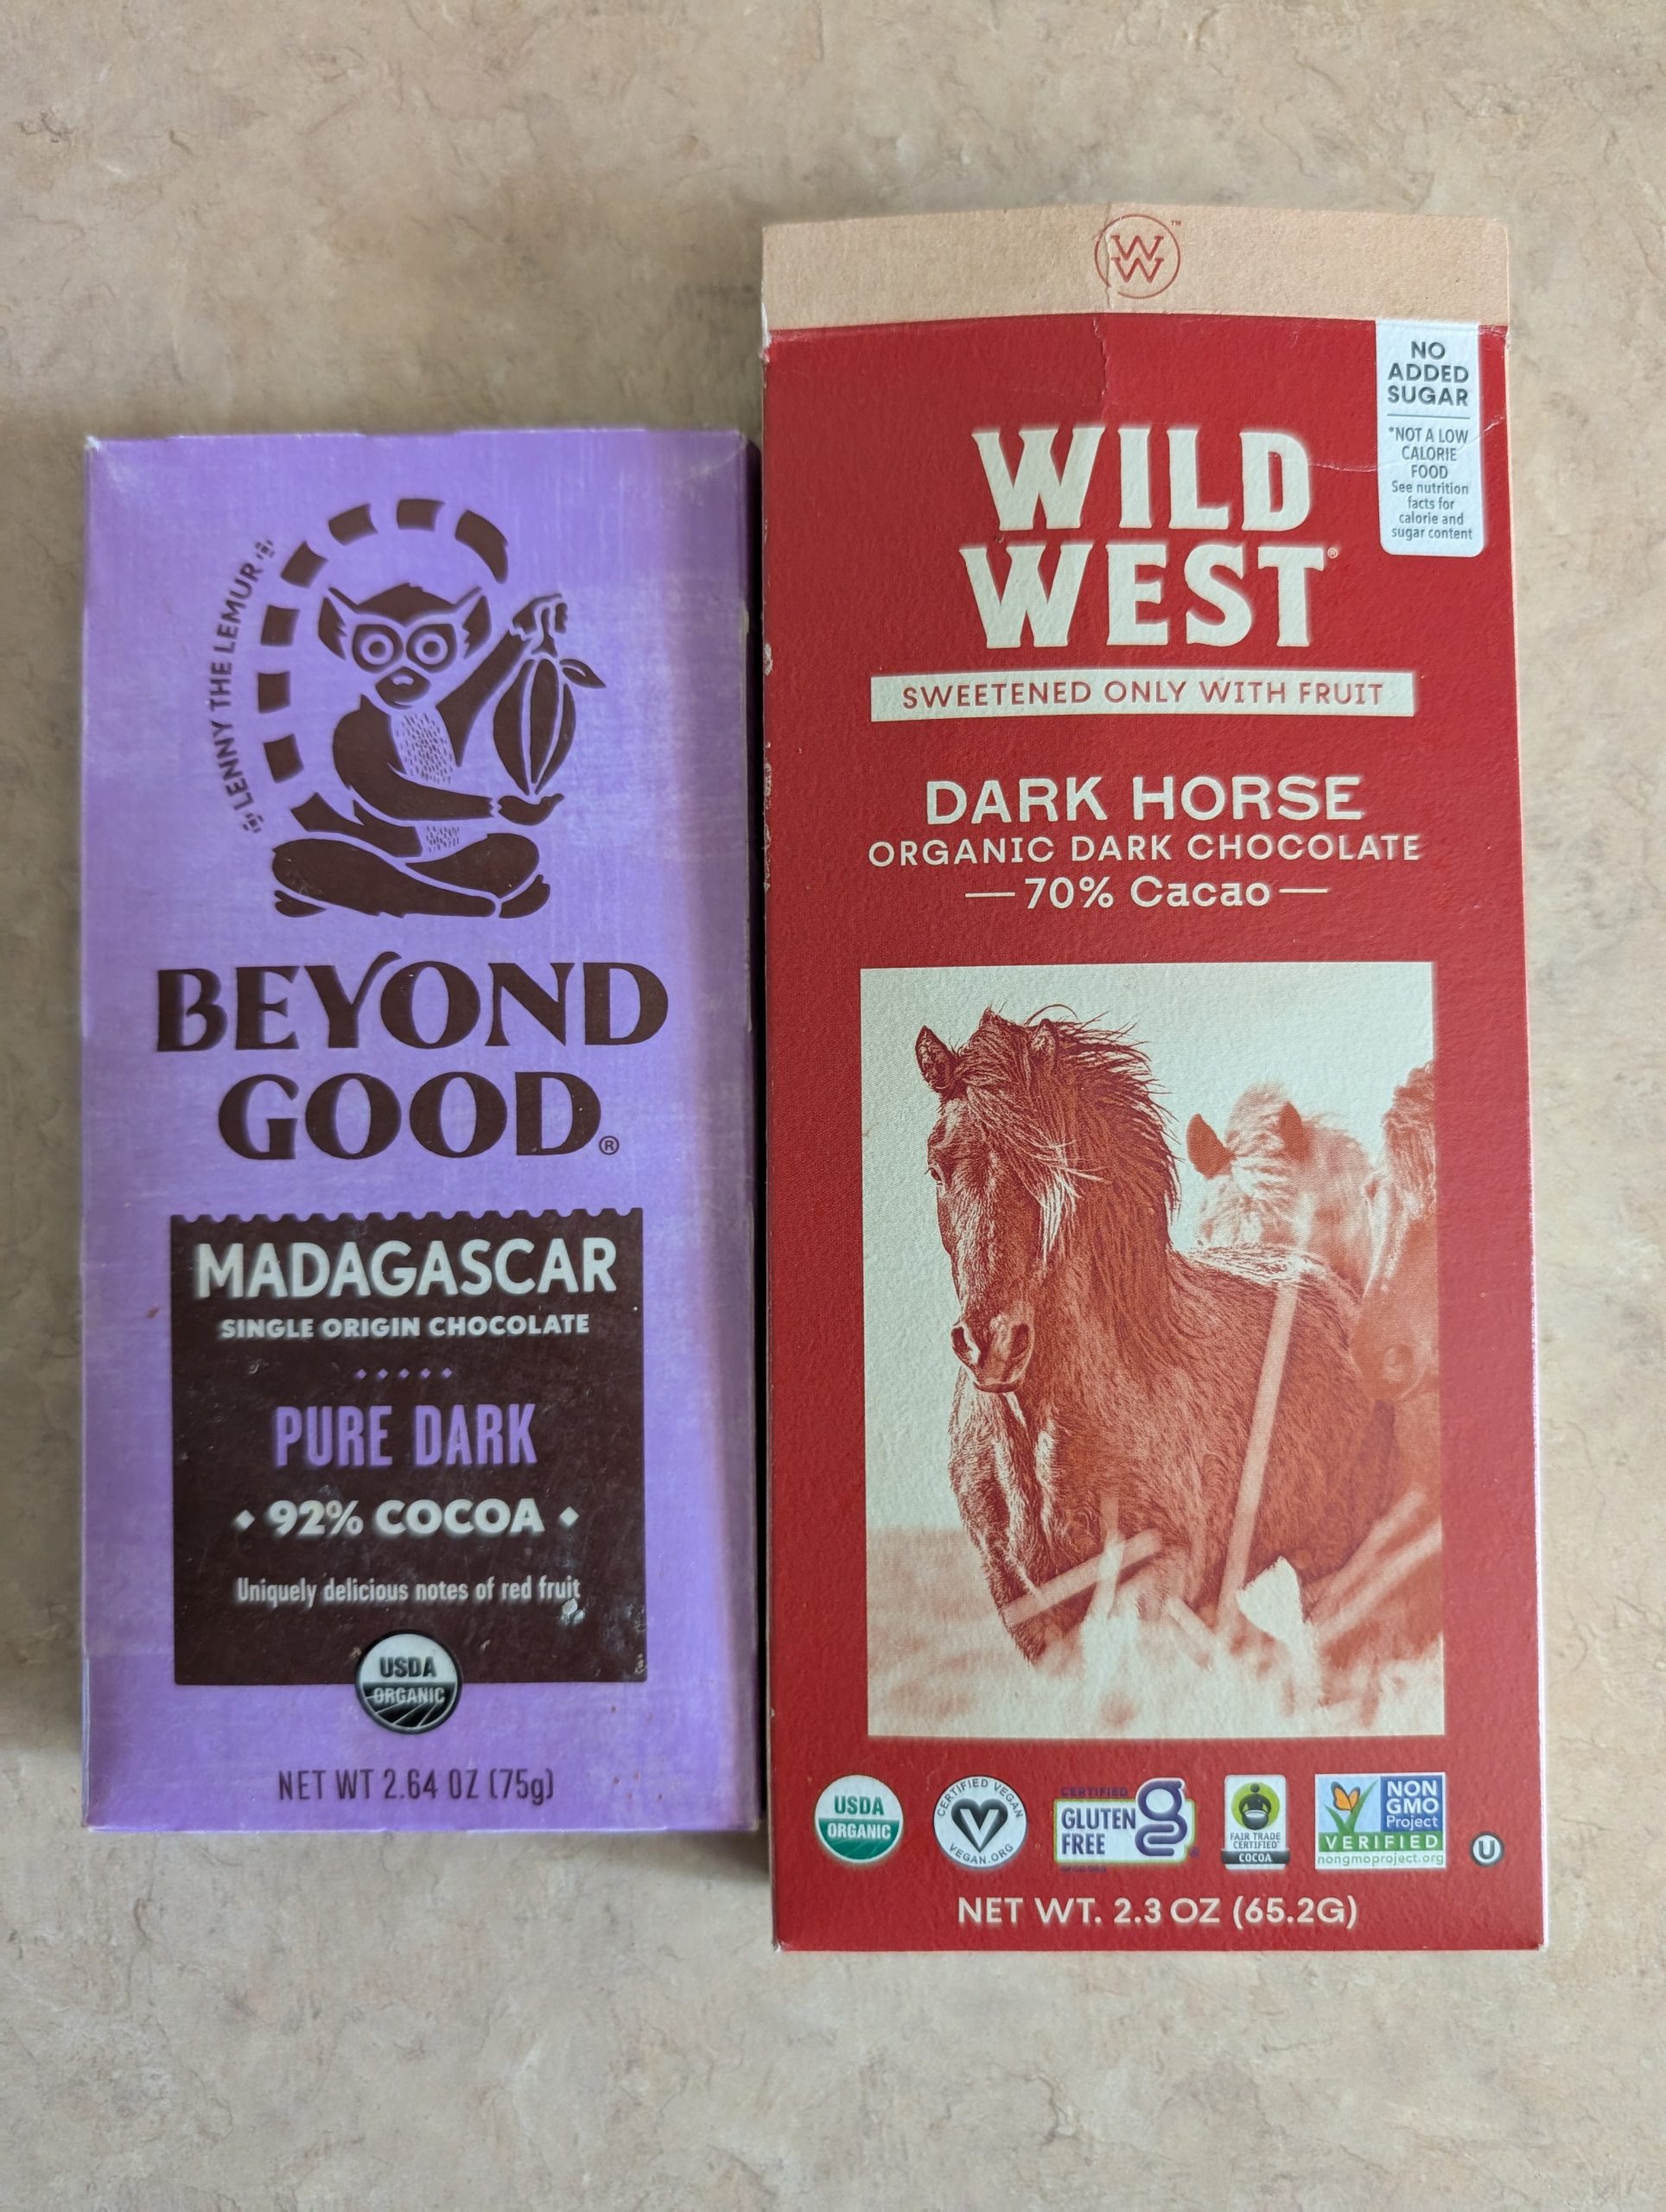 LENNY THE LEMUR
BEYOND
GOOD®
MADAGASCAR
SINGLE ORIGIN CHOCOLATE
PURE DARK
92% COCOA
Uniquely delicious notes of red fruit
USDA
ORGANIC
NET WT 2.64 OZ (75g)
WW™
NO
ADDED
SUGAR
*NOT A LOW
CALORIE
FOOD
See nutrition
facts for
calorie and
sugar content
WILD
WEST®
SWEETENED ONLY WITH FRUIT
DARK HORSE
ORGANIC DARK CHOCOLATE
— 70% Cacao —
USDA
ORGANIC
CERTIFIED VEGAN
VEGAN.ORG
CERTIFIED
GLUTEN
FREE
FAIR TRADE
CERTIFIED
COCOA
NON
GMO
Project
VERIFIED
nongmoproject.org
U
NET WT. 2.3 OZ (65.2G)